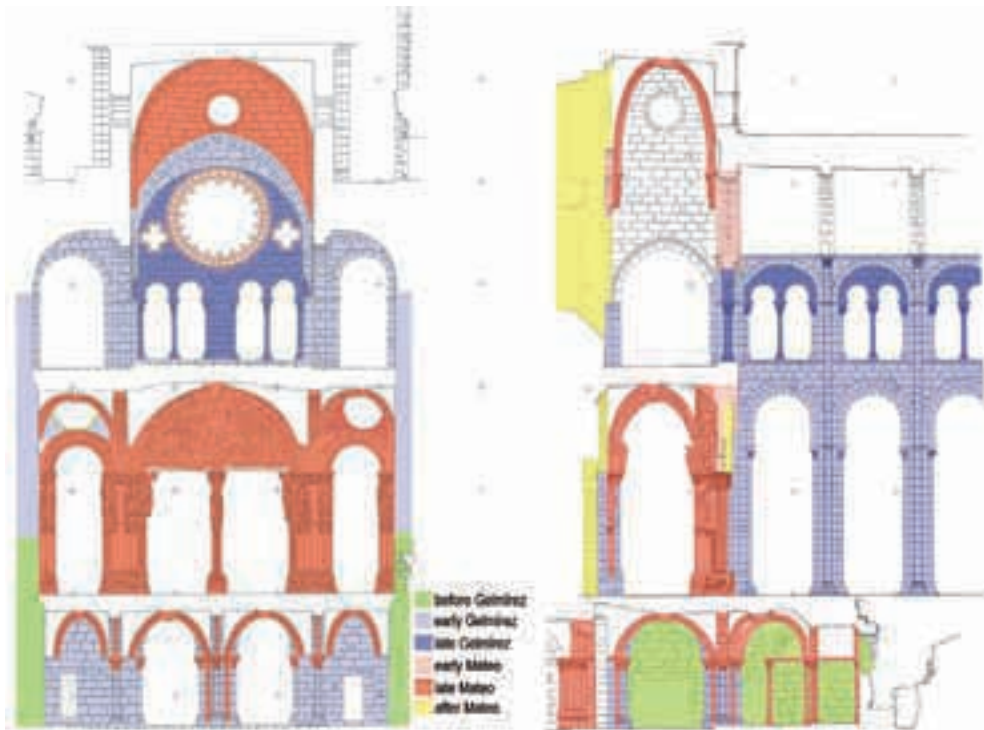 before Gelmírez
early Gelmírez
late Gelmírez
early Mateo
late Mateo
after Mateo